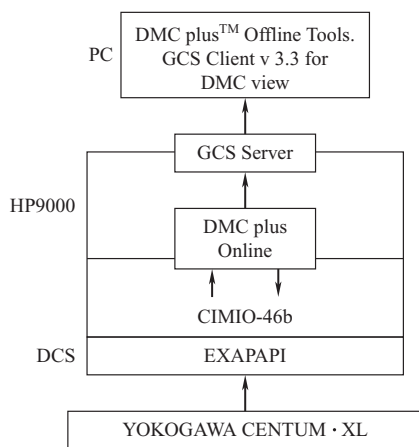 PC
DMC plus™ Offline Tools.
GCS Client v 3.3 for
DMC view
GCS Server
HP9000
DMC plus
Online
CIMIO-46b
DCS
EXAPAPI
YOKOGAWA CENTUM · XL